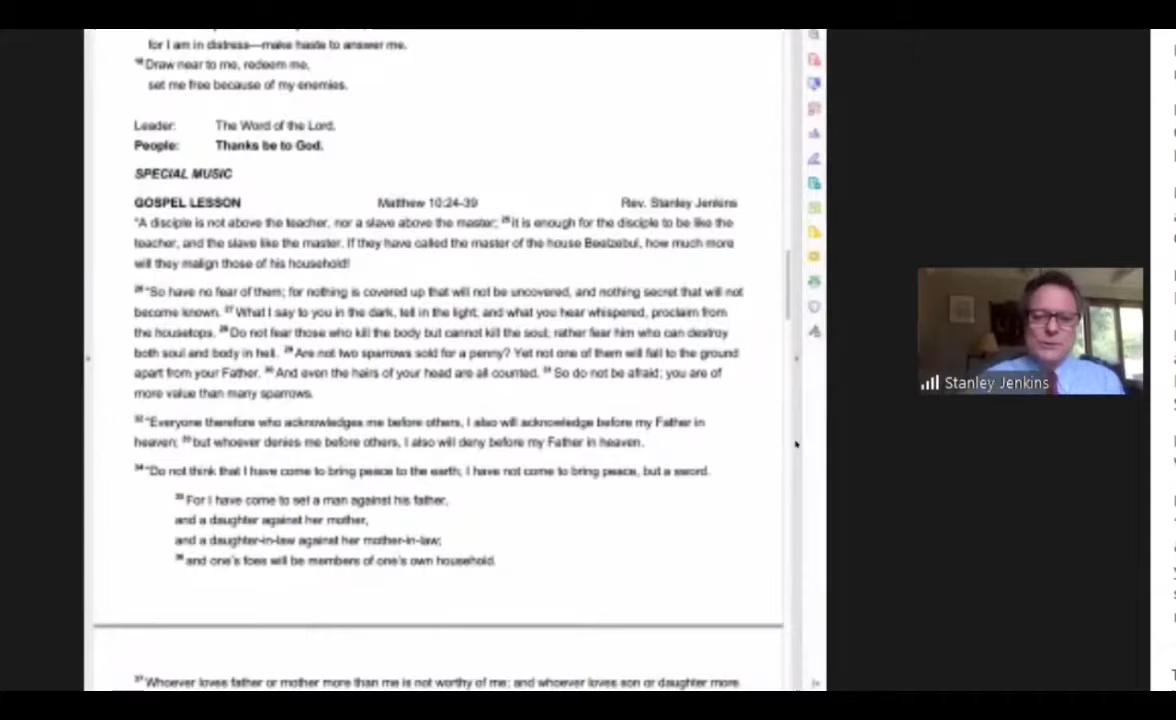 for I am in distress—make haste to answer me.
18 Draw near to me, redeem me,
set me free because of my enemies.
Leader: The Word of the Lord.
People: Thanks be to God.
SPECIAL MUSIC
GOSPEL LESSON Matthew 10:24-39 Rev. Stanley Jenkins
“A disciple is not above the teacher, nor a slave above the master; 25 it is enough for the disciple to be like the
teacher, and the slave like the master. If they have called the master of the house Beelzebul, how much more
will they malign those of his household!
26 “So have no fear of them; for nothing is covered up that will not be uncovered, and nothing secret that will not
become known. 27 What I say to you in the dark, tell in the light; and what you hear whispered, proclaim from
the housetops. 28 Do not fear those who kill the body but cannot kill the soul; rather fear him who can destroy
both soul and body in hell. 29 Are not two sparrows sold for a penny? Yet not one of them will fall to the ground
apart from your Father. 30 And even the hairs of your head are all counted. 31 So do not be afraid; you are of
more value than many sparrows.
32 “Everyone therefore who acknowledges me before others, I also will acknowledge before my Father in
heaven; 33 but whoever denies me before others, I also will deny before my Father in heaven.
34 “Do not think that I have come to bring peace to the earth; I have not come to bring peace, but a sword.
35 For I have come to set a man against his father,
and a daughter against her mother,
and a daughter-in-law against her mother-in-law;
36 and one’s foes will be members of one’s own household.
37 Whoever loves father or mother more than me is not worthy of me; and whoever loves son or daughter more
Stanley Jenkins